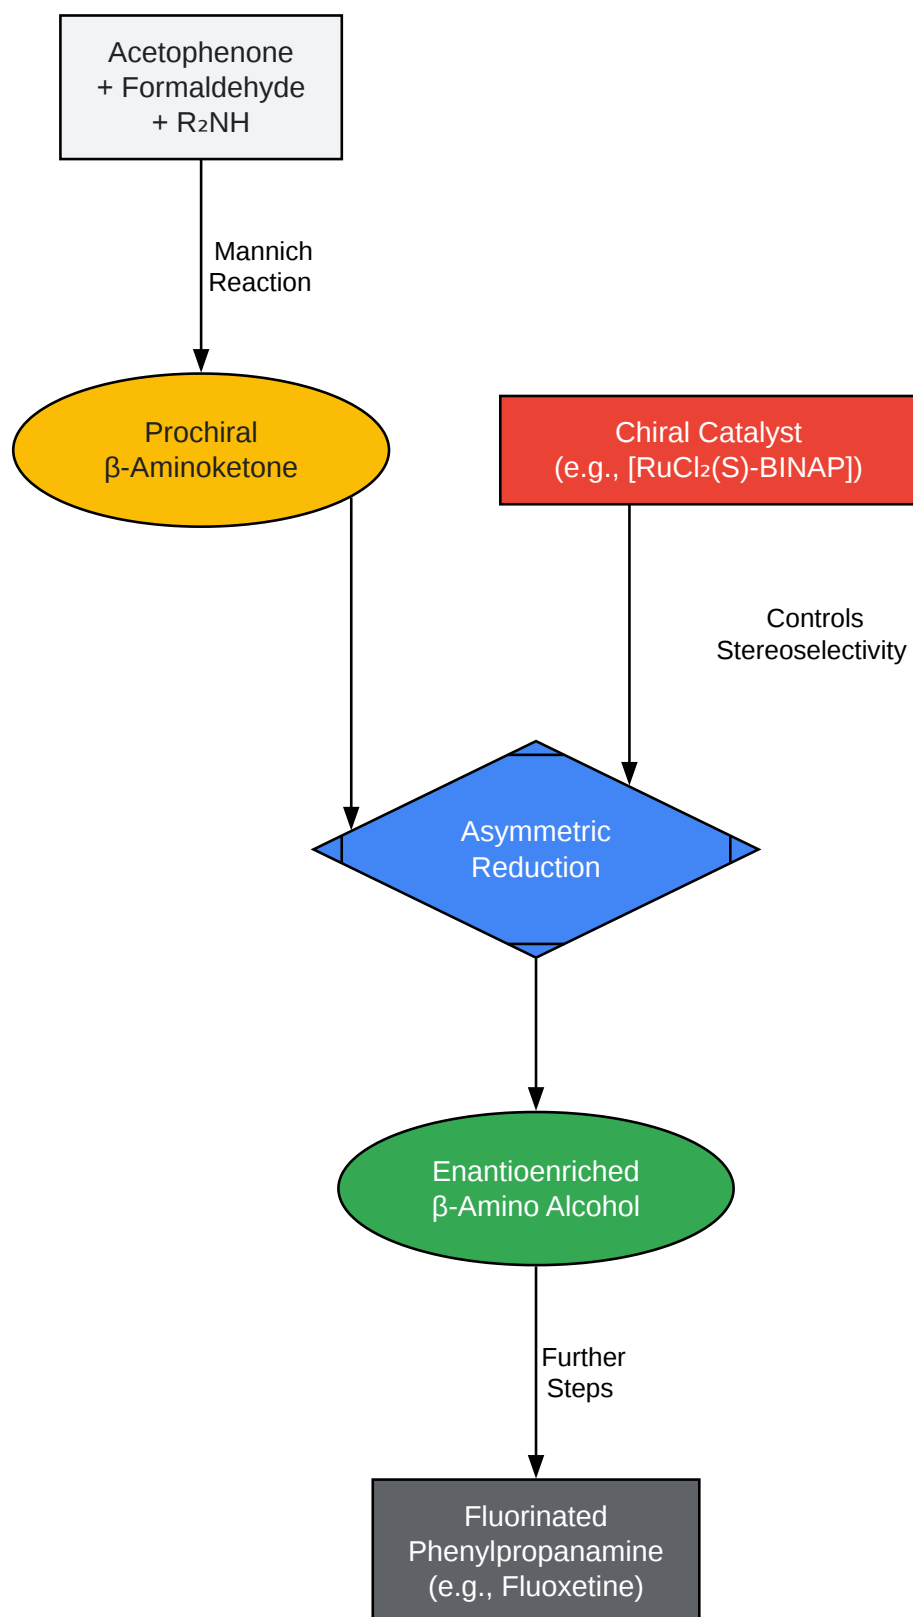 Acetophenone
+ Formaldehyde
+ R₂NH
Mannich
Reaction
Prochiral
β-Aminoketone
Chiral Catalyst
(e.g., [RuCl₂(S)-BINAP])
Controls
Stereoselectivity
Asymmetric
Reduction
Enantioenriched
β-Amino Alcohol
Further
Steps
Fluorinated
Phenylpropanamine
(e.g., Fluoxetine)